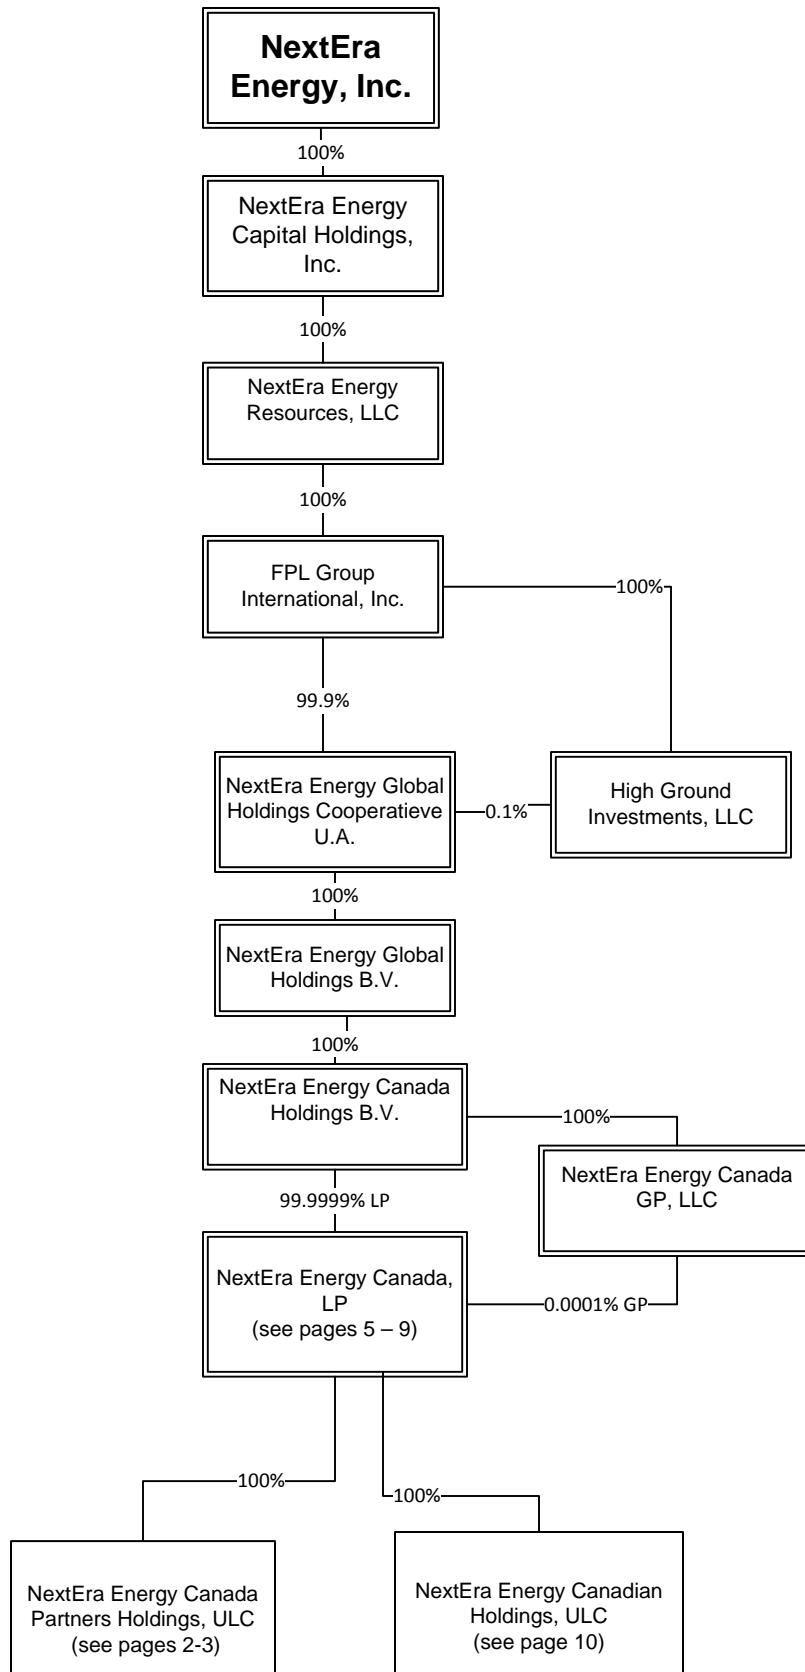 NextEra
Energy, Inc.
100%
NextEra Energy
Capital Holdings,
Inc.
100%
NextEra Energy
Resources, LLC
100%
FPL Group
International, Inc.
100%
99.9%
NextEra Energy Global
Holdings Cooperatieve
U.A.
0.1%
High Ground
Investments, LLC
100%
NextEra Energy Global
Holdings B.V.
100%
NextEra Energy Canada
Holdings B.V.
100%
NextEra Energy Canada
GP, LLC
99.9999% LP
NextEra Energy Canada,
LP
(see pages 5 – 9)
0.0001% GP
100%
100%
NextEra Energy Canada
Partners Holdings, ULC
(see pages 2-3)
NextEra Energy Canadian
Holdings, ULC
(see page 10)